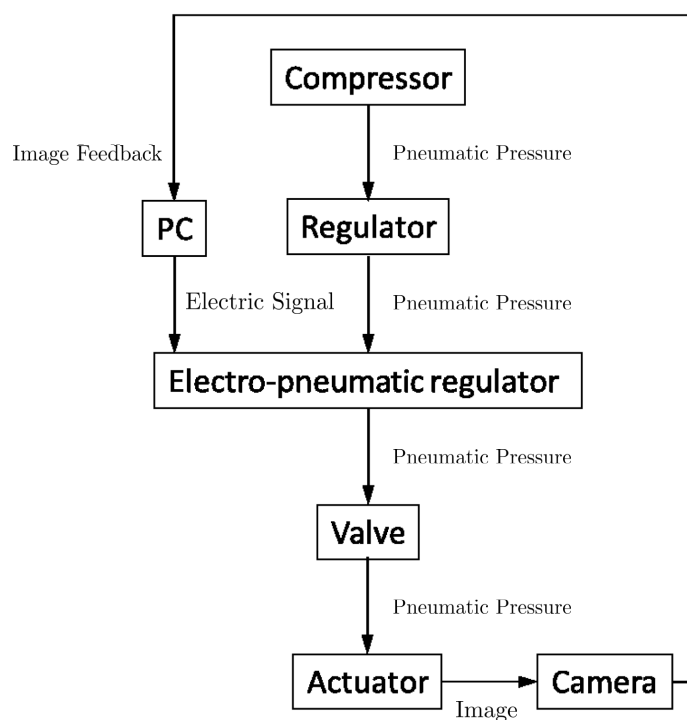 Compressor
Image Feedback
Pneumatic Pressure
PC
Regulator
Electric Signal
Pneumatic Pressure
Electro-pneumatic regulator
Pneumatic Pressure
Valve
Pneumatic Pressure
Actuator
Camera
Image